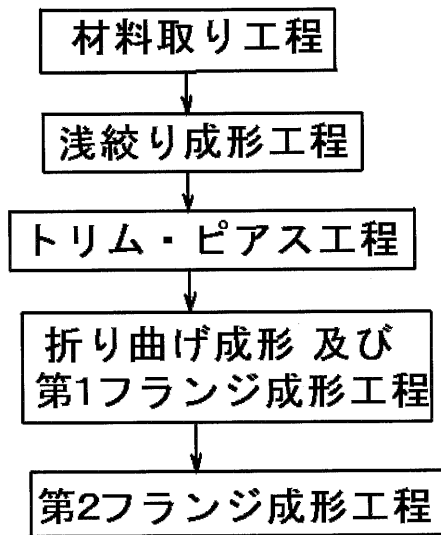 材料取り工程
浅絞り成形工程
トリム・ピアス工程
折り曲げ成形 及び
第1フランジ成形工程
第2フランジ成形工程